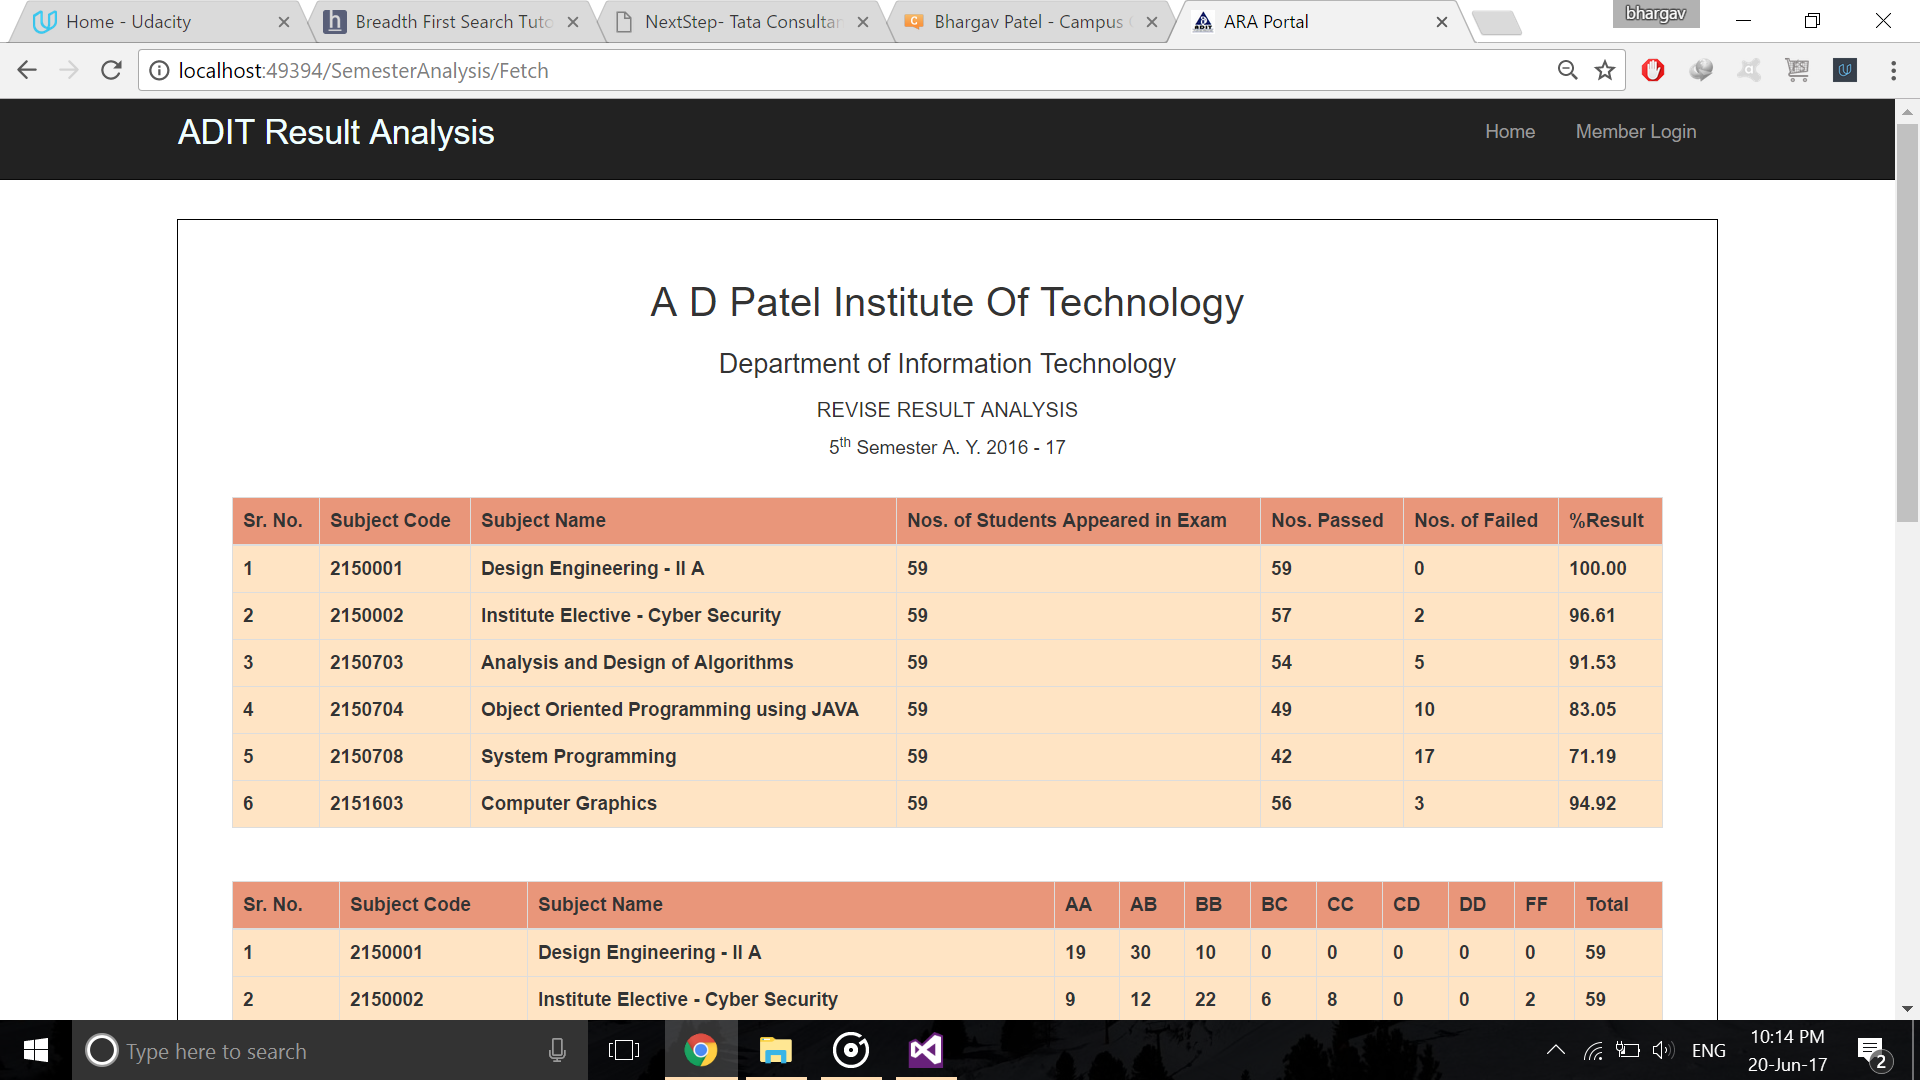 bhargav
Home - Udacity
Breadth First Search Tuto
NextStep- Tata Consultan
Bhargav Patel - Campus
ARA Portal
localhost:49394/SemesterAnalysis/Fetch
ADIT Result Analysis Home Member Login
A D Patel Institute Of Technology
Department of Information Technology
REVISE RESULT ANALYSIS
5th Semester A. Y. 2016 - 17
Sr. No. Subject Code Subject Name Nos. of Students Appeared in Exam Nos. Passed Nos. of Failed %Result
1 2150001 Design Engineering - II A 59 59 0 100.00
2 2150002 Institute Elective - Cyber Security 59 57 2 96.61
3 2150703 Analysis and Design of Algorithms 59 54 5 91.53
4 2150704 Object Oriented Programming using JAVA 59 49 10 83.05
5 2150708 System Programming 59 42 17 71.19
6 2151603 Computer Graphics 59 56 3 94.92
Sr. No. Subject Code Subject Name AA AB BB BC CC CD DD FF Total
1 2150001 Design Engineering - II A 19 30 10 0 0 0 0 0 59
2 2150002 Institute Elective - Cyber Security 9 12 22 6 8 0 0 2 59
Type here to search
ENG
10:14 PM
20-Jun-17
2